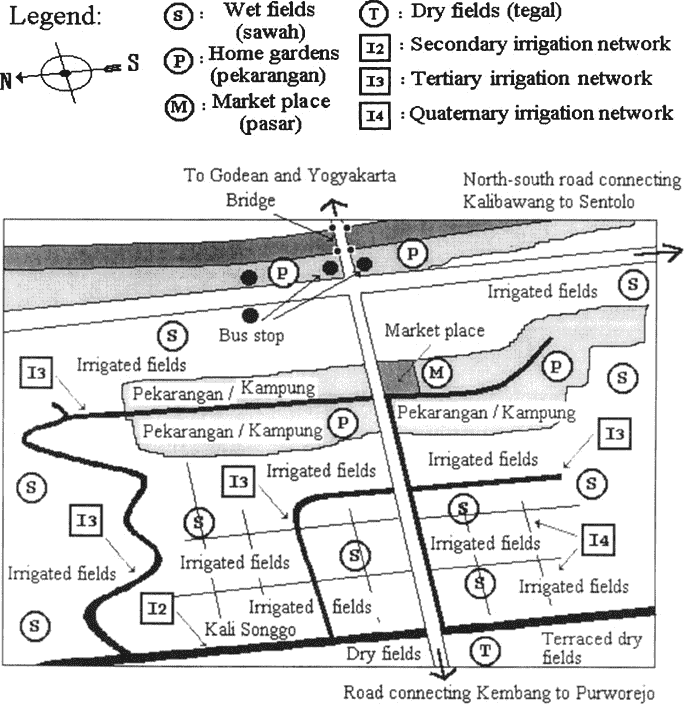 Legend:
N
S
S : Wet fields
(sawah)
P : Home gardens
(pekarangan)
M : Market place
(pasar)
T : Dry fields (tegal)
I2 : Secondary irrigation network
I3 : Tertiary irrigation network
I4 : Quaternary irrigation network
To Godean and Yogyakarta
Bridge
North-south road connecting
Kalibawang to Sentolo
P
P
Irrigated fields
S
Bus stop
S
Market place
I3
Irrigated fields
M
P
S
Pekarangan / Kampung
Pekarangan / Kampung
P
Pekarangan / Kampung
I3
Irrigated fields
Irrigated fields
S
I3
S
S
I3
S
S
Irrigated fields
I4
Irrigated fields
Irrigated fields
S
Irrigated fields
I2
Irrigated fields
S
Kali Songgo
Dry fields
T
Terraced dry
fields
Road connecting Kembang to Purworejo